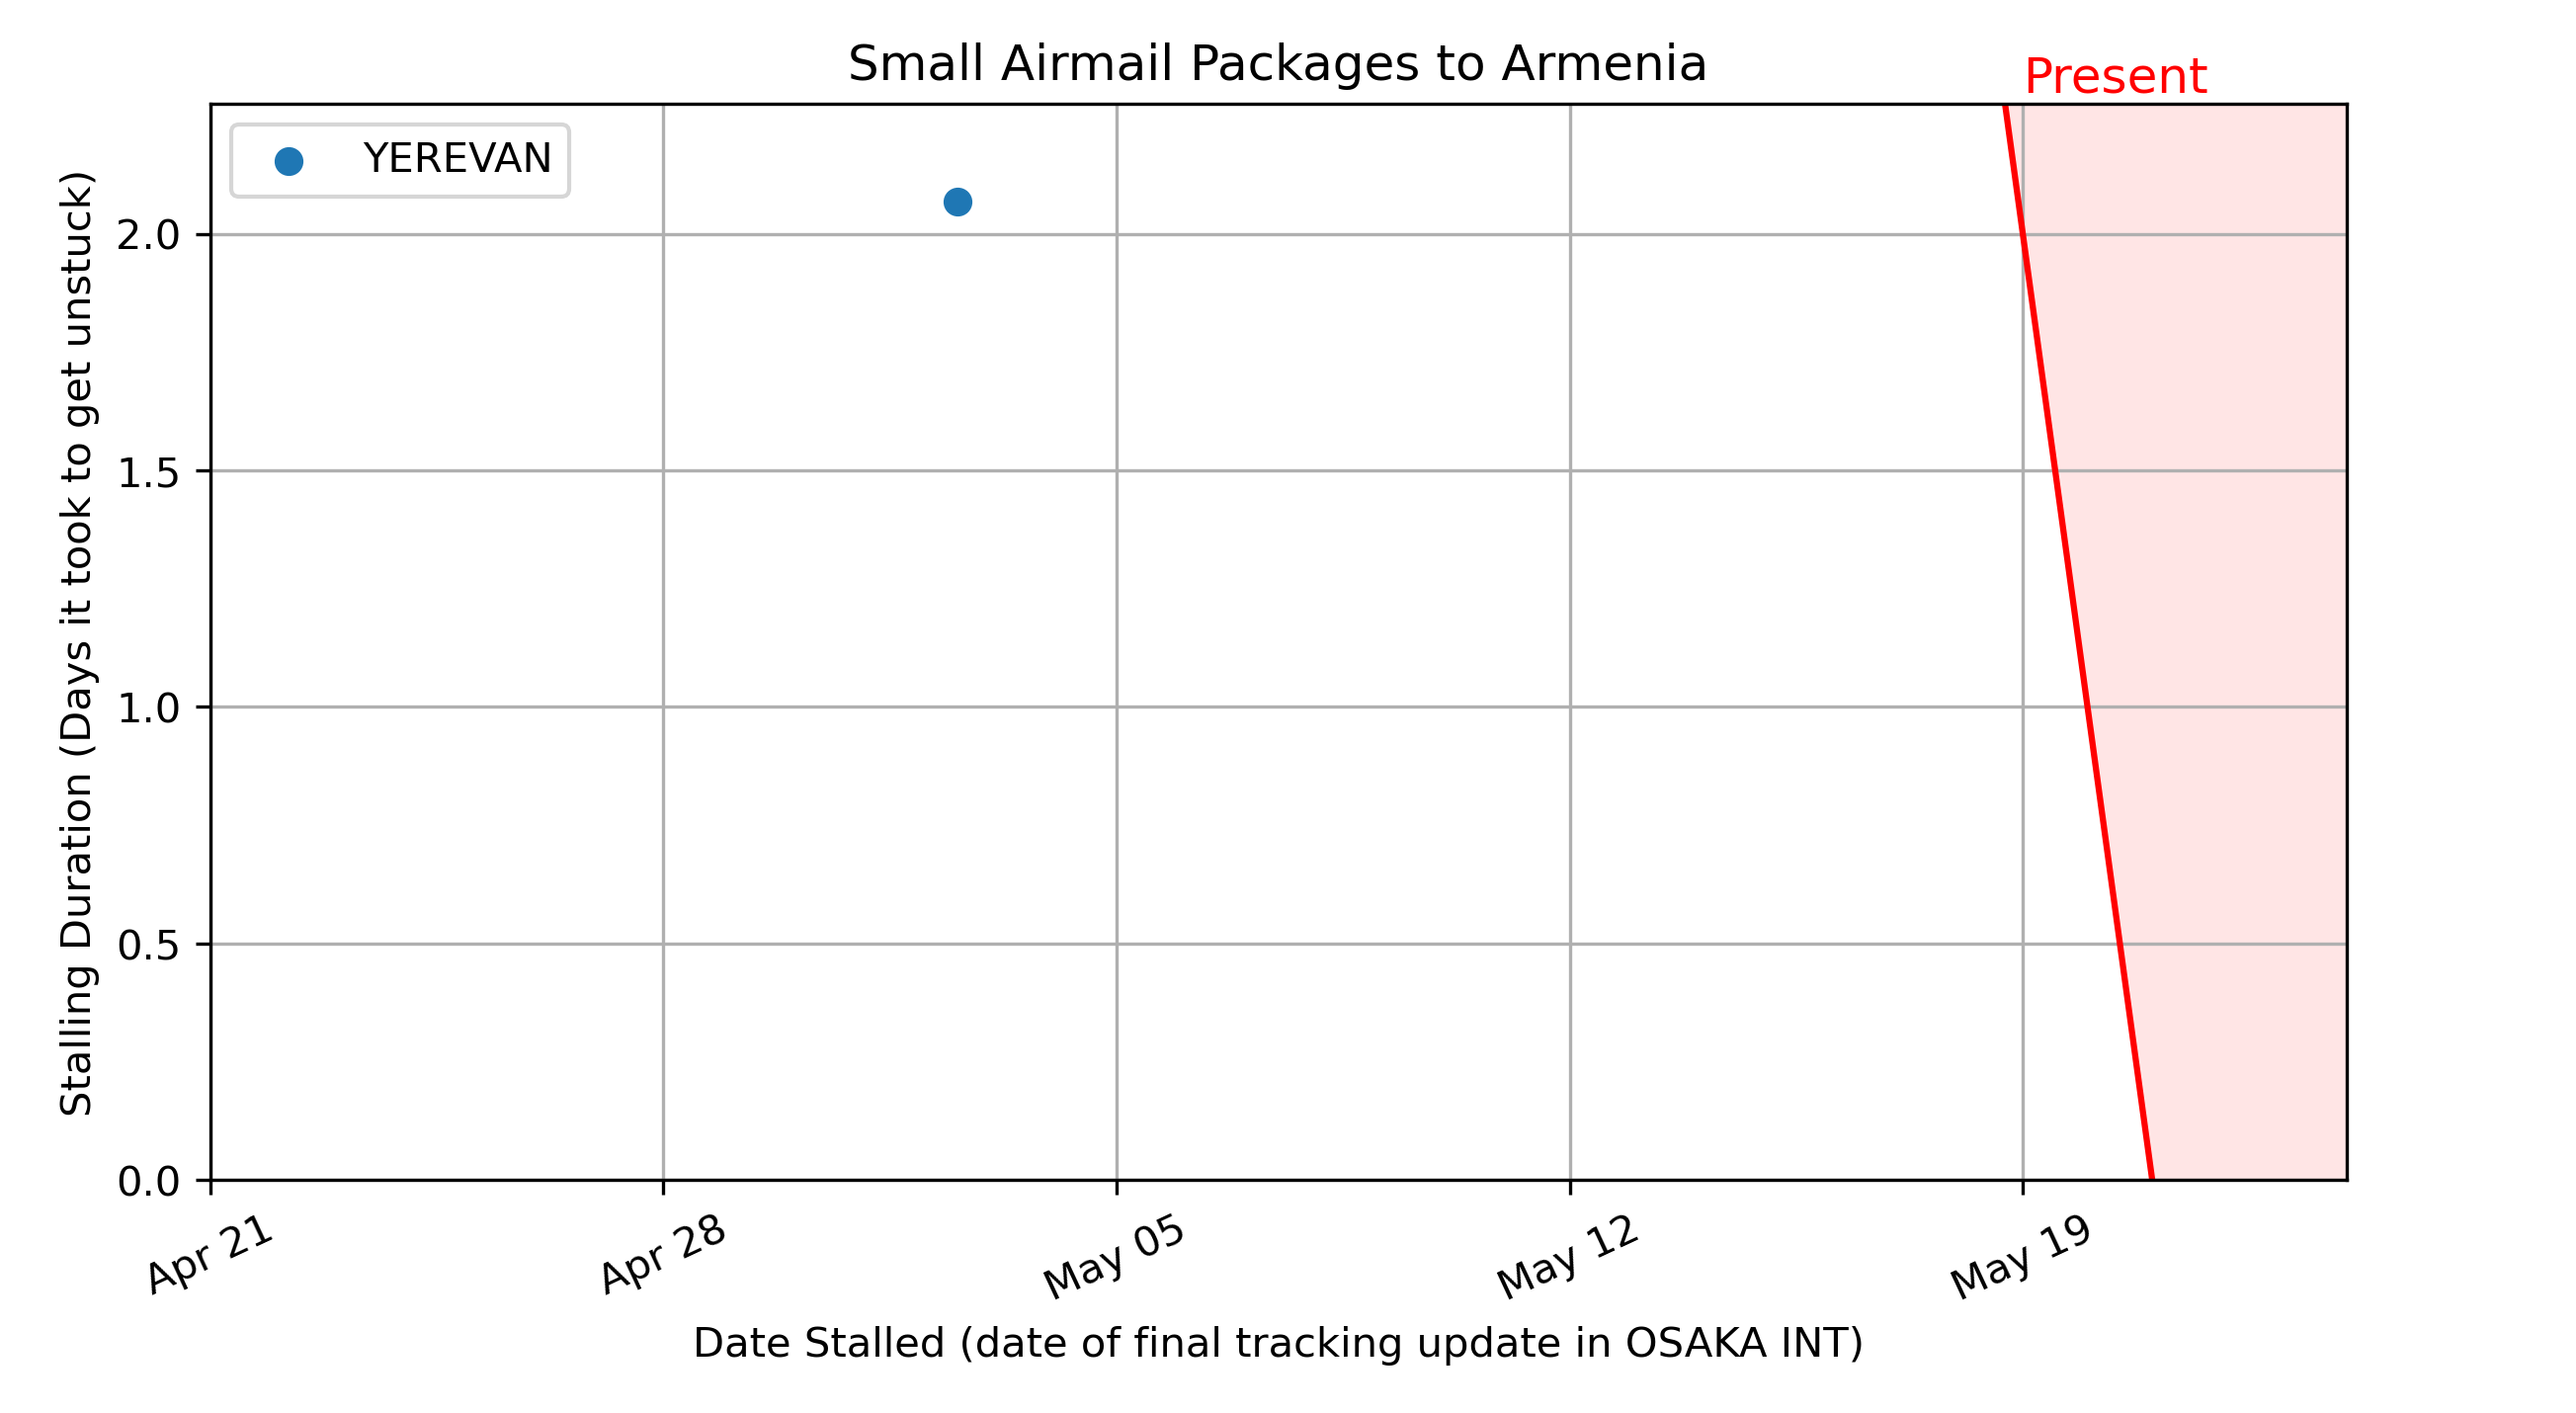 Small Airmail Packages to Armenia
Present
YEREVAN
Stalling Duration (Days it took to get unstuck)
2.0
1.5
1.0
0.5
0.0
Apr 21
Apr 28
May 05
May 12
May 19
Date Stalled (date of final tracking update in OSAKA INT)